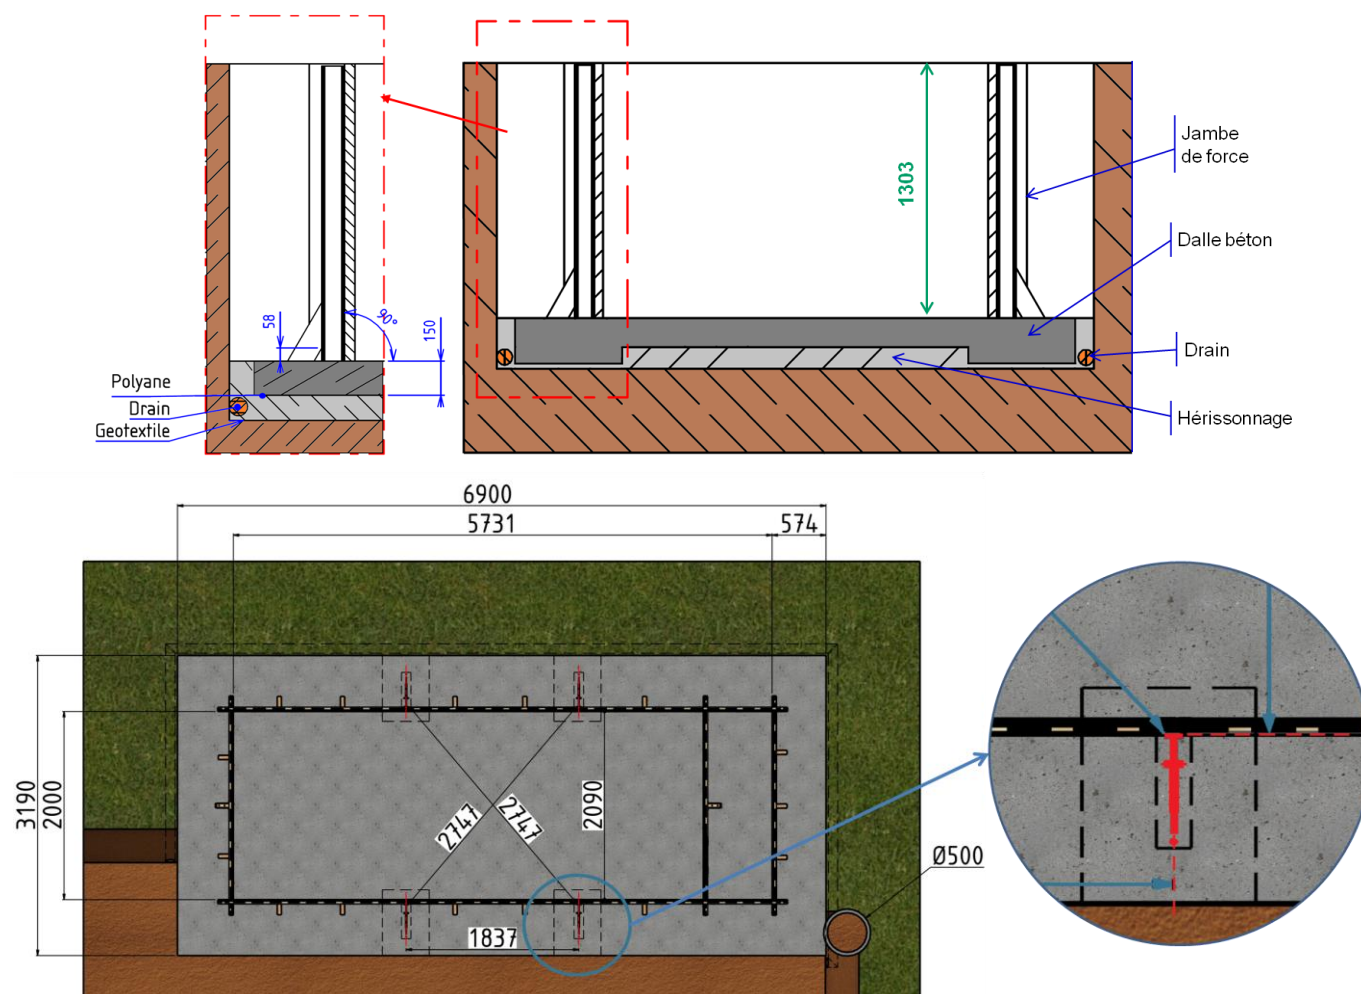 58
90°
150
Polyane
Drain
Geotextile
1303
Jambe
de force
Dalle béton
Drain
Hérissonnage
6900
5731
574
3190
2000
2747
2747
2090
1837
Ø500